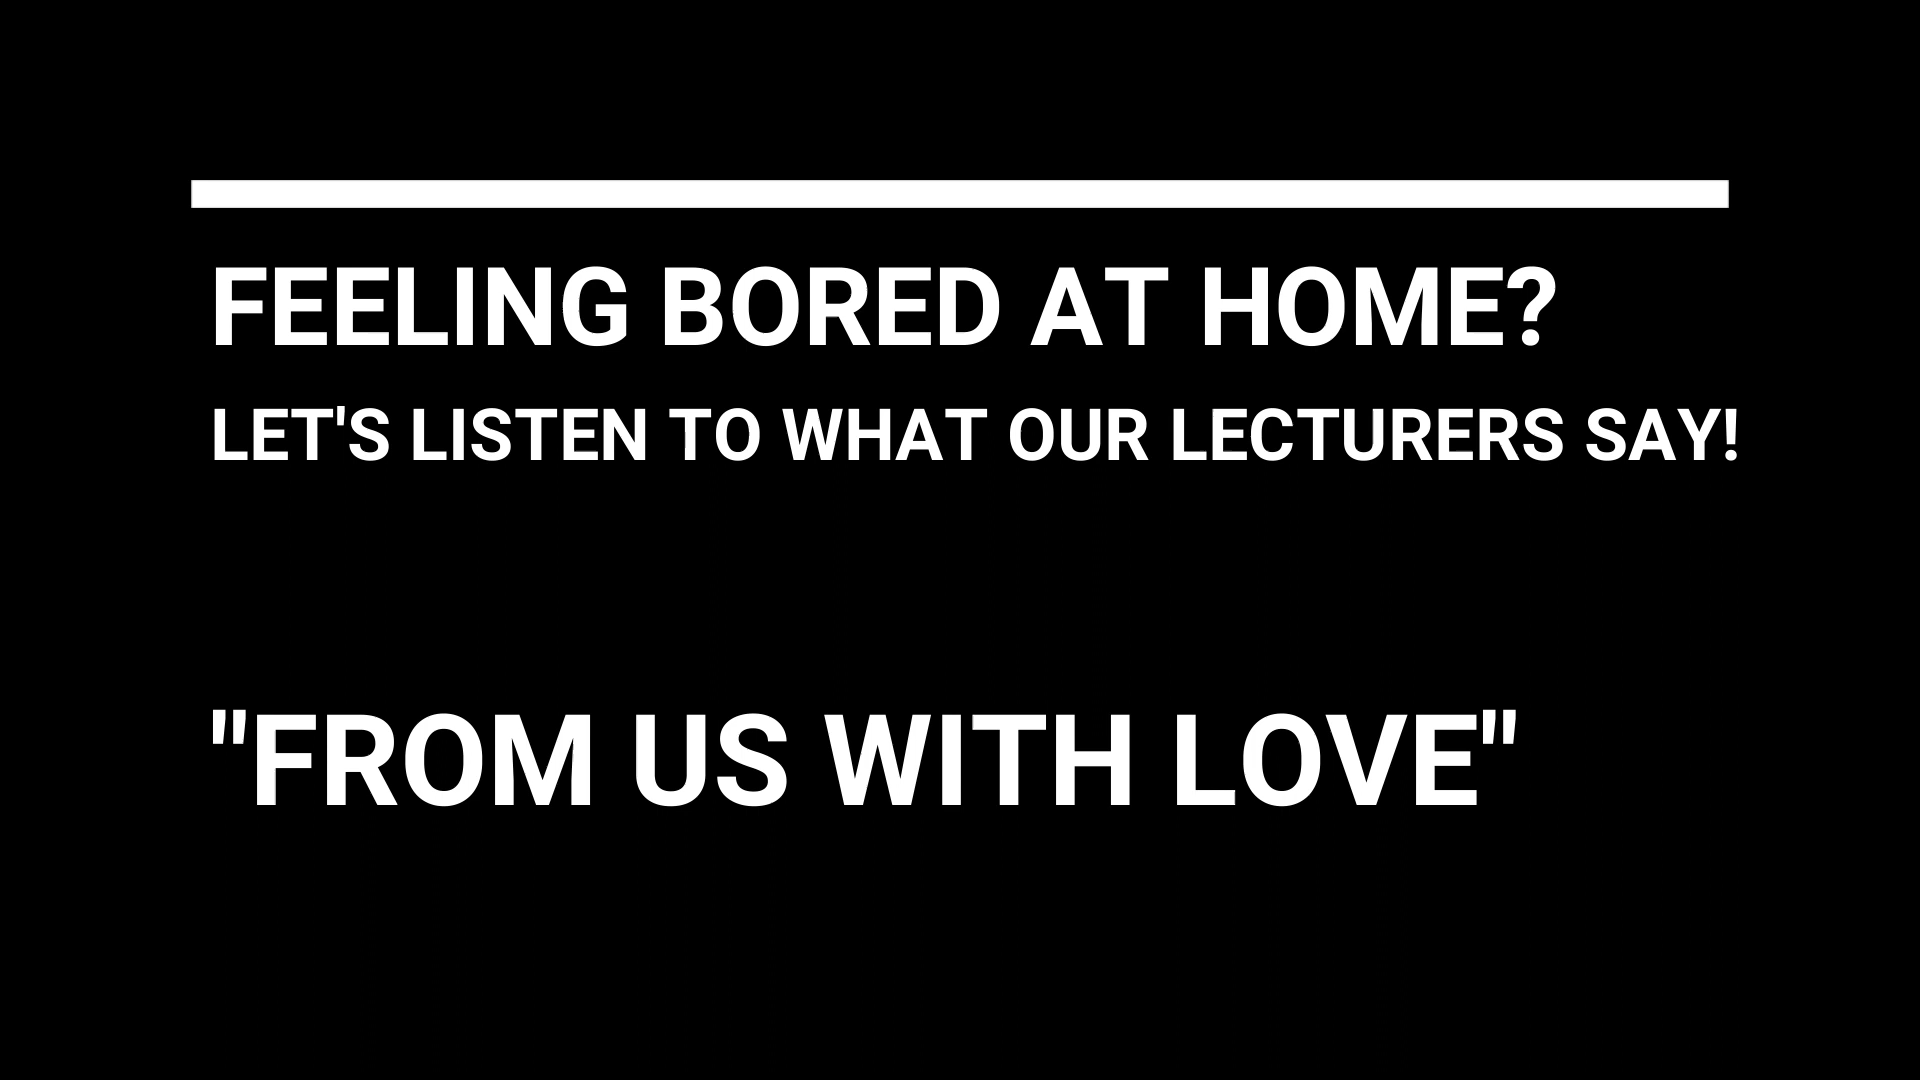 FEELING BORED AT HOME?
LET'S LISTEN TO WHAT OUR LECTURERS SAY!
"FROM US WITH LOVE"